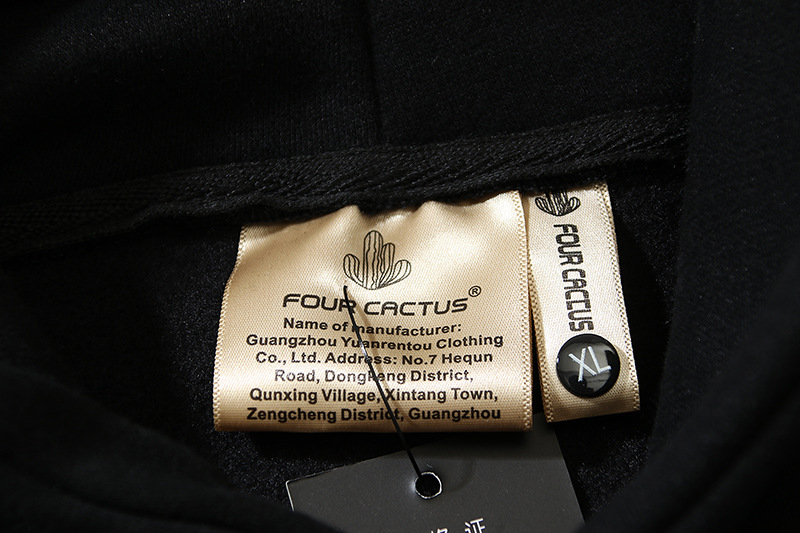 FOUR CACTUS®
Name of manufacturer:
Guangzhou Yuanrentou Clothing
Co., Ltd. Address: No.7 Hequn
Road, Dongkeng District,
Qunxing Village, Xintang Town,
Zengcheng District, Guangzhou
FOUR CACTUS
XL
证